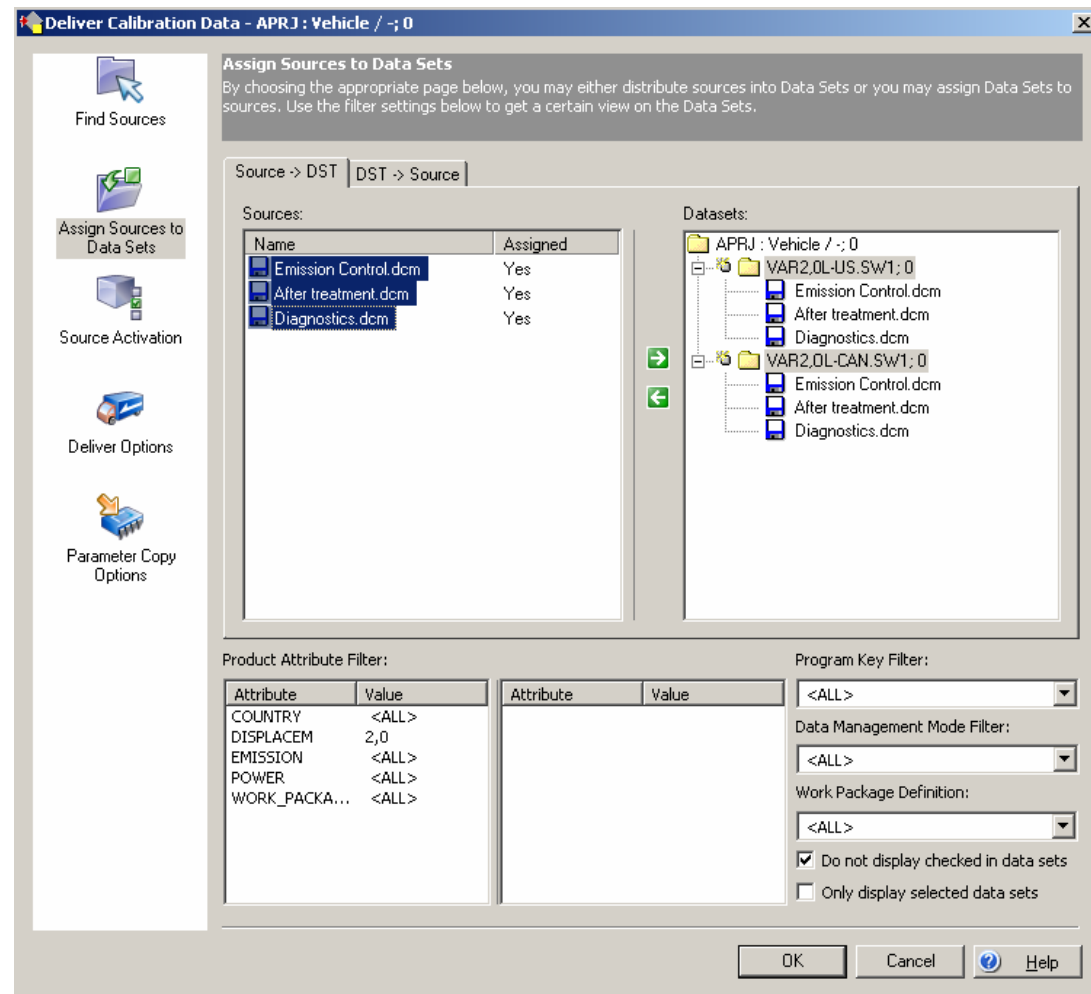 Deliver Calibration Data - APRJ : Vehicle / -; 0
Find Sources
Assign Sources to
Data Sets
Source Activation
Deliver Options
Parameter Copy
Options
Assign Sources to Data Sets
By choosing the appropriate page below, you may either distribute sources into Data Sets or you may assign Data Sets to
sources. Use the filter settings below to get a certain view on the Data Sets.
Source -> DST
DST -> Source
Sources:
Name Assigned
Emission Control.dcm Yes
After treatment.dcm Yes
Diagnostics.dcm Yes
Datasets:
APRJ : Vehicle / -; 0
VAR2,0L-US.SW1; 0
Emission Control.dcm
After treatment.dcm
Diagnostics.dcm
VAR2,0L-CAN.SW1; 0
Emission Control.dcm
After treatment.dcm
Diagnostics.dcm
Product Attribute Filter:
Attribute Value
COUNTRY <ALL>
DISPLACEM 2,0
EMISSION <ALL>
POWER <ALL>
WORK_PACKA... <ALL>
Attribute Value
Program Key Filter:
<ALL>
Data Management Mode Filter:
<ALL>
Work Package Definition:
<ALL>
Do not display checked in data sets
Only display selected data sets
OK Cancel Help